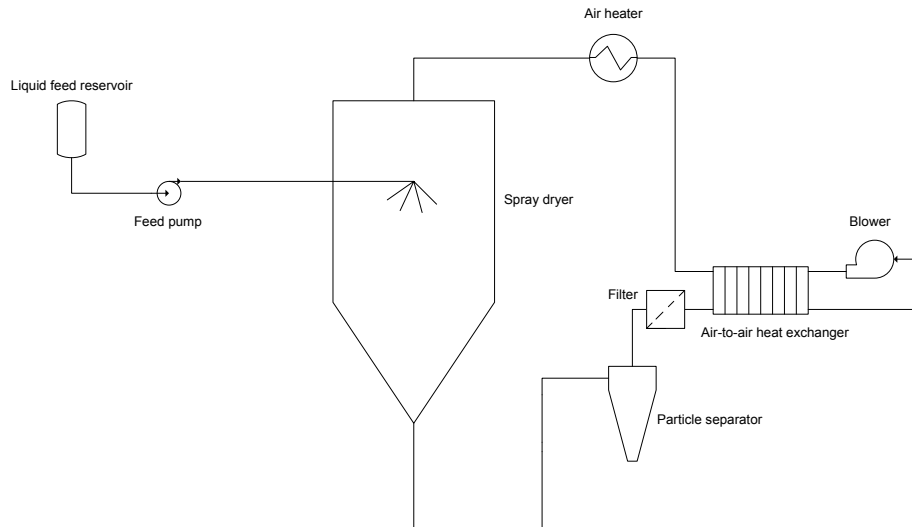 Air heater
Liquid feed reservoir
Spray dryer
Feed pump
Blower
Filter
Air-to-air heat exchanger
Particle separator